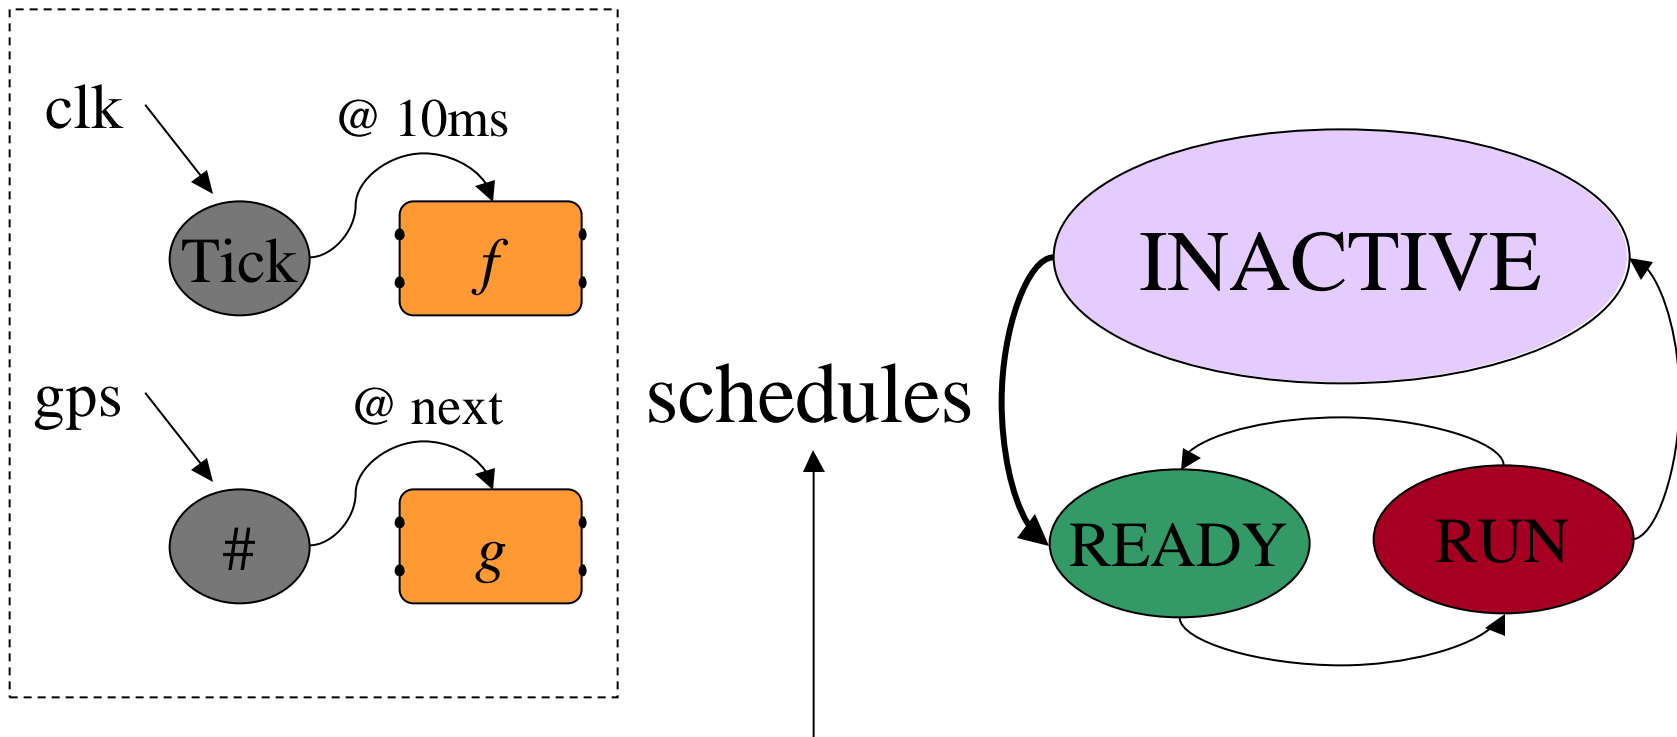 clk
@ 10ms
Tick
f
gps
@ next
#
g
schedules
INACTIVE
READY
RUN